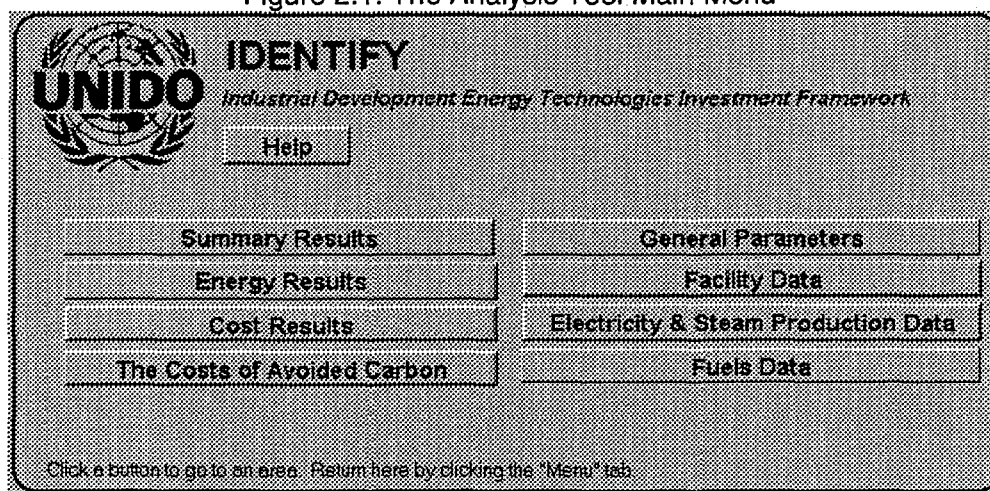 Figure 2.1: The Analysis Tool Main Menu
UNIDO
IDENTIFY
Industrial Development Energy Technologies Investment Framework
Help
Summary Results
General Parameters
Energy Results
Facility Data
Cost Results
Electricity & Steam Production Data
The Costs of Avoided Carbon
Fuels Data
Click a button to go to an area. Return here by clicking the "Menu" tab.